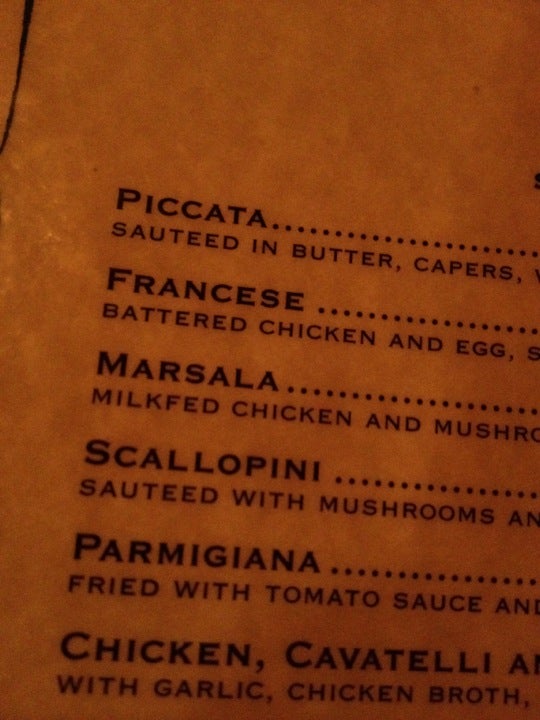 PICCATA......................
SAUTEED IN BUTTER, CAPERS,
FRANCESE ..................
BATTERED CHICKEN AND EGG,
MARSALA.....................
MILKFED CHICKEN AND
SCALLOPINI .................
SAUTEED WITH MUSHROOMS
PARMIGIANA .................
FRIED WITH TOMATO SAUCE
CHICKEN, CAVATELLI
WITH GARLIC, CHICKEN BROTH,